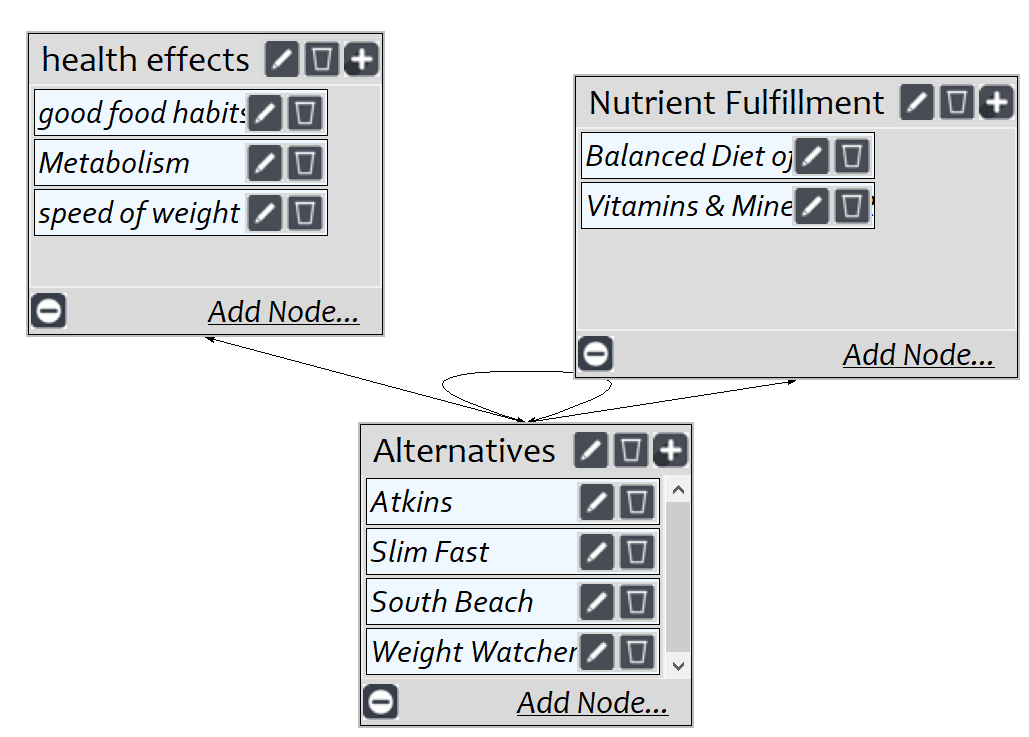 health effects
good food habits
Metabolism
speed of weight
Add Node...
Nutrient Fulfillment
Balanced Diet of
Vitamins & Mine
Add Node...
Alternatives
Atkins
Slim Fast
South Beach
Weight Watcher
Add Node...